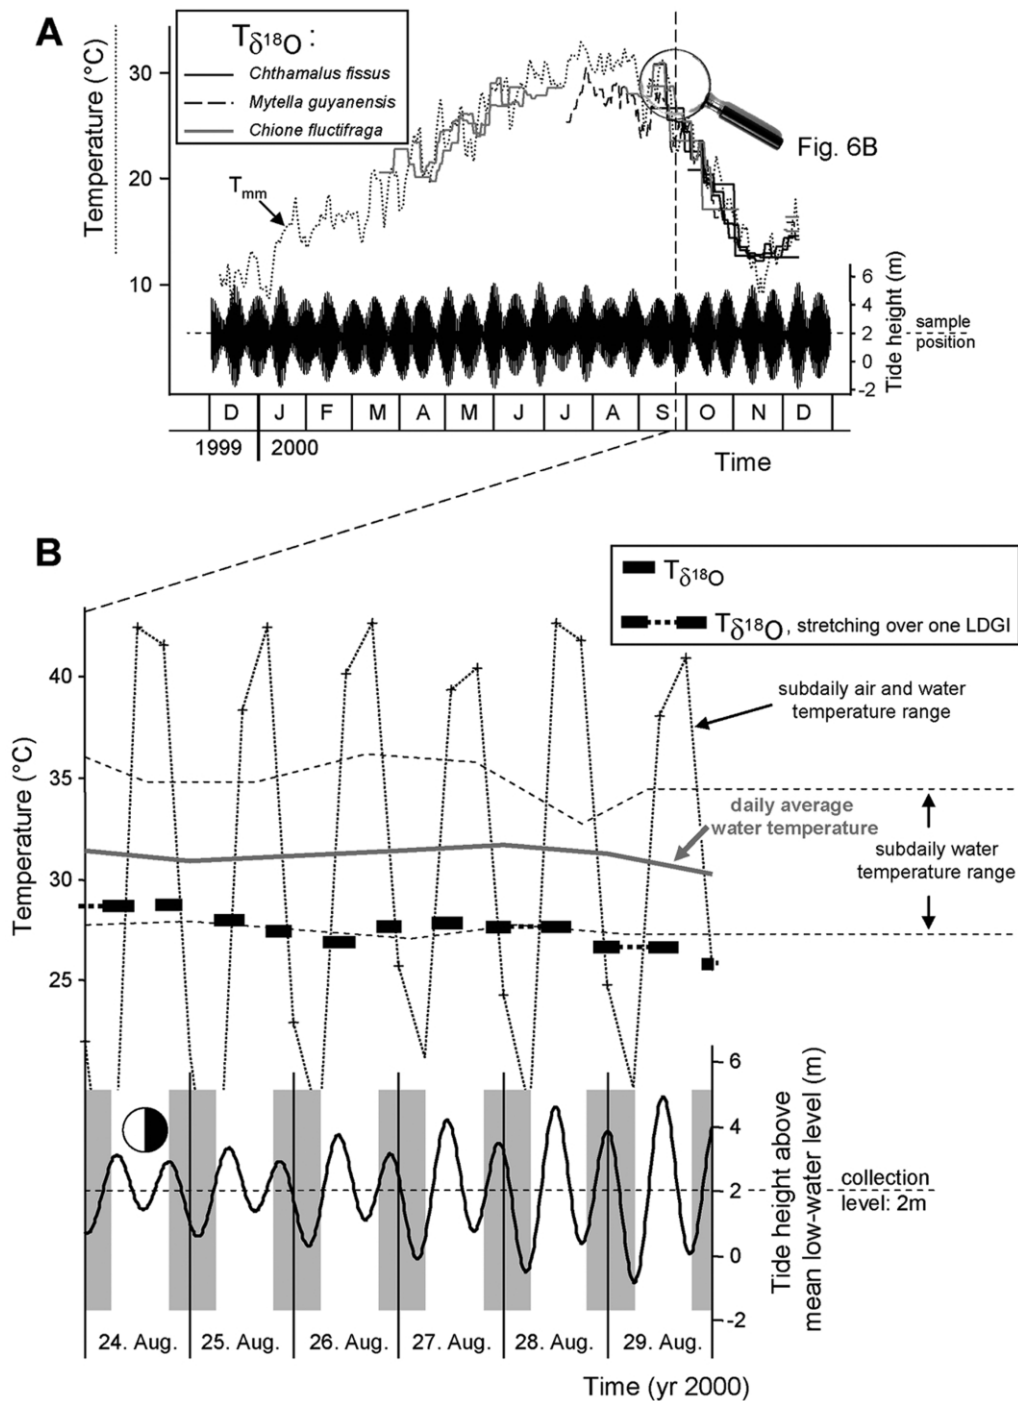 A
Tδ18O :
Chthamalus fissus
Mytella guyanensis
Chione fluctifraga
Temperature (°C)
30
20
10
Tmm
Fig. 6B
6
4
2
0
-2
Tide height (m)
sample
position
D J F M A M J J A S O N D
1999 2000
Time
B
Tδ18O
Tδ18O, stretching over one LDGI
Temperature (°C)
40
35
30
25
subdaily air and water
temperature range
daily average
water temperature
subdaily water
temperature range
6
4
2
0
-2
Tide height above
mean low-water level (m)
collection
level: 2m
24. Aug. 25. Aug. 26. Aug. 27. Aug. 28. Aug. 29. Aug.
Time (yr 2000)